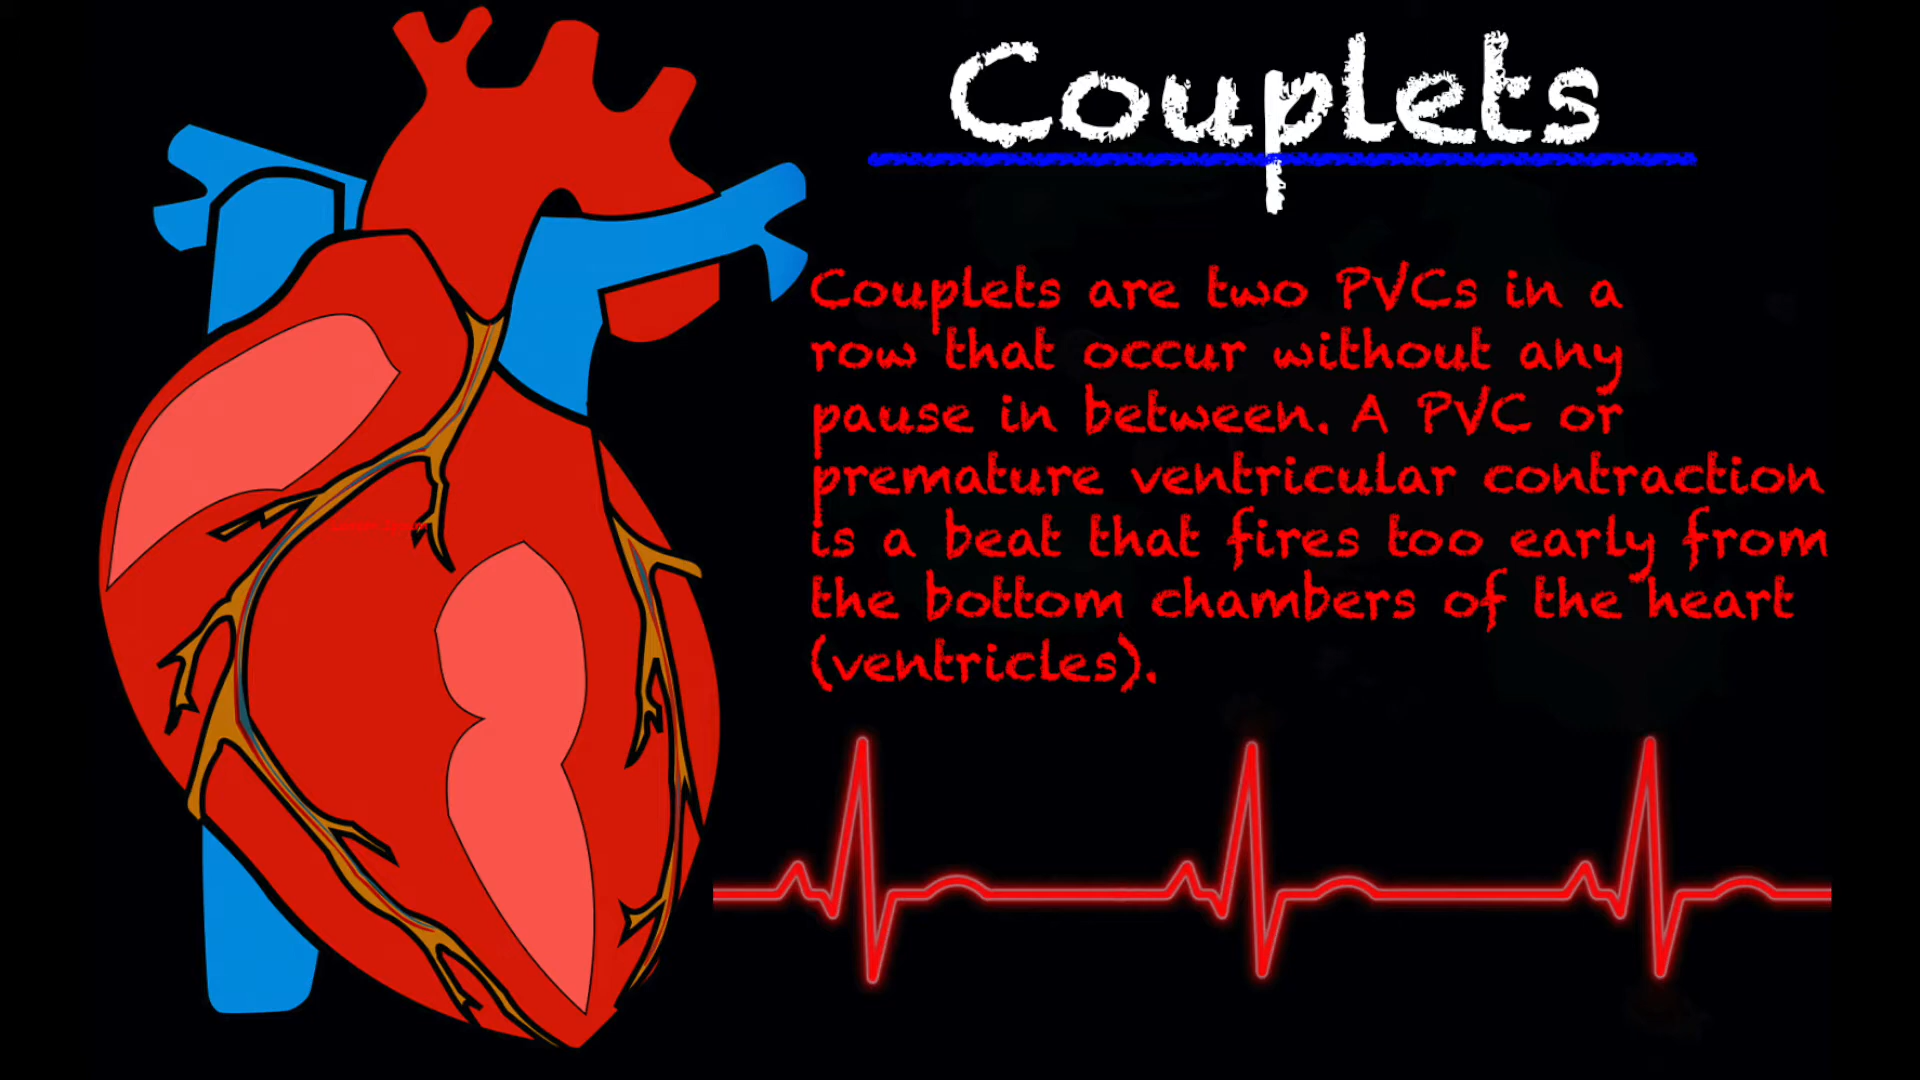 Couplets
Couplets are two PVCs in a
row that occur without any
pause in between. A PVC or
premature ventricular contraction
is a beat that fires too early from
the bottom chambers of the heart
(ventricles).